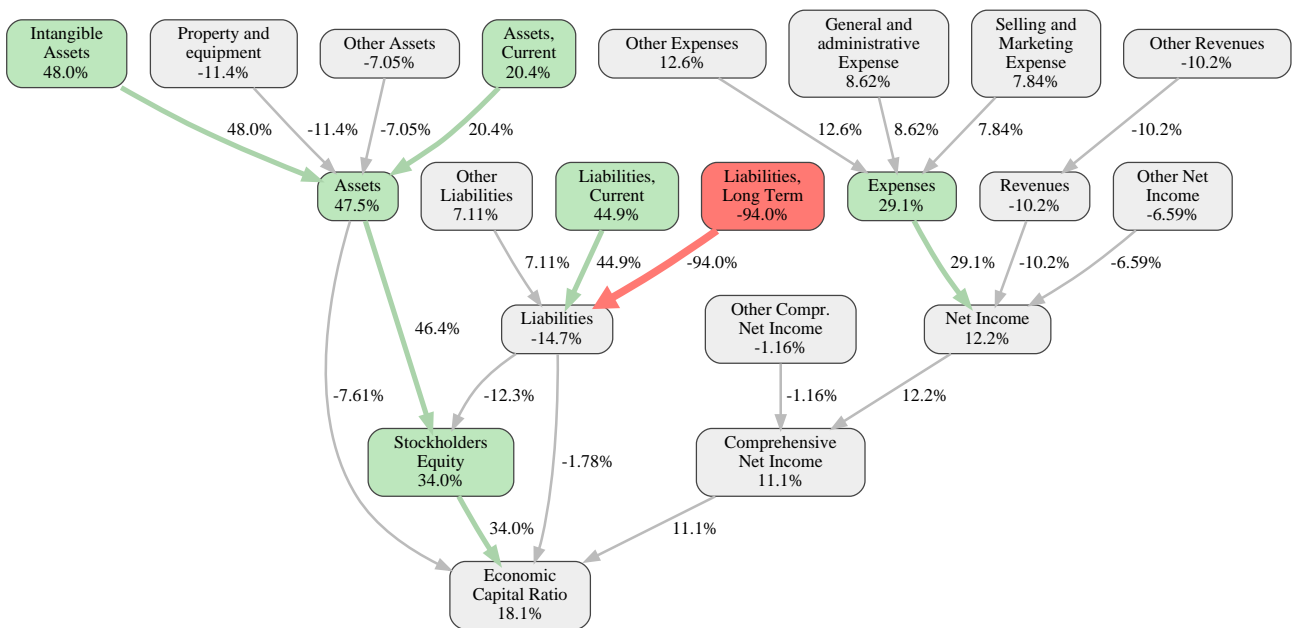 Intangible
Assets
48.0%
Property and
equipment
-11.4%
Other Assets
-7.05%
Assets,
Current
20.4%
Other Expenses
12.6%
General and
administrative
Expense
8.62%
Selling and
Marketing
Expense
7.84%
Other Revenues
-10.2%
48.0%
-11.4%
-7.05%
20.4%
12.6%
8.62%
7.84%
-10.2%
Assets
47.5%
Other
Liabilities
7.11%
Liabilities,
Current
44.9%
Liabilities,
Long Term
-94.0%
Expenses
29.1%
Revenues
-10.2%
Other Net
Income
-6.59%
7.11%
44.9%
-94.0%
29.1%
-10.2%
-6.59%
46.4%
Liabilities
-14.7%
Other Compr.
Net Income
-1.16%
Net Income
12.2%
-7.61%
-12.3%
-1.16%
12.2%
Stockholders
Equity
34.0%
-1.78%
Comprehensive
Net Income
11.1%
34.0%
11.1%
Economic
Capital Ratio
18.1%